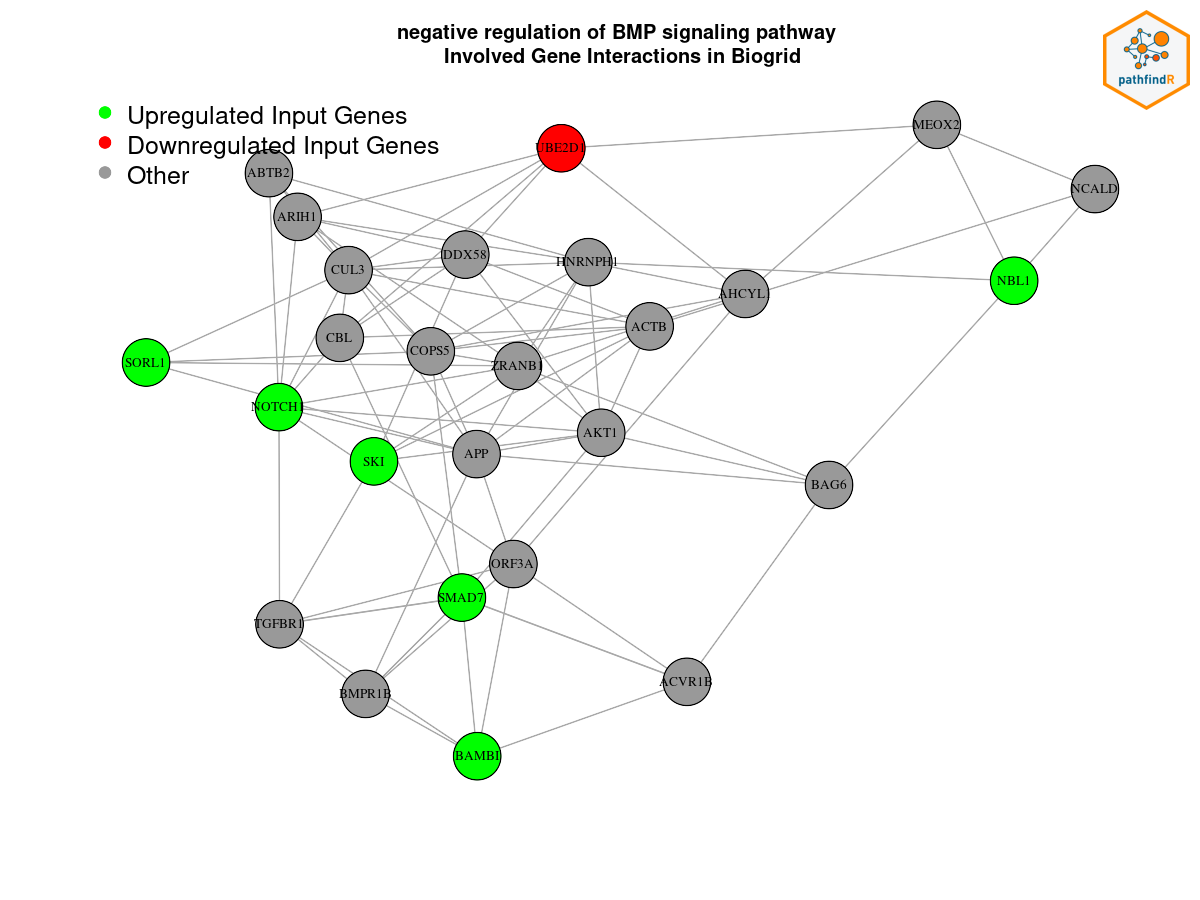 negative regulation of BMP signaling pathway
Involved Gene Interactions in Biogrid
pathfindR
Upregulated Input Genes
Downregulated Input Genes
Other
MEOX2
UBE2D1
ABTB2
NCALD
ARIH1
DDX58
HNRNPH1
CUL3
NBL1
AHCYL1
ACTB
CBL
COPS5
SORL1
ZRANB1
NOTCH1
AKT1
APP
SKI
BAG6
ORF3A
SMAD7
TGFBR1
ACVR1B
BMPR1B
BAMBI